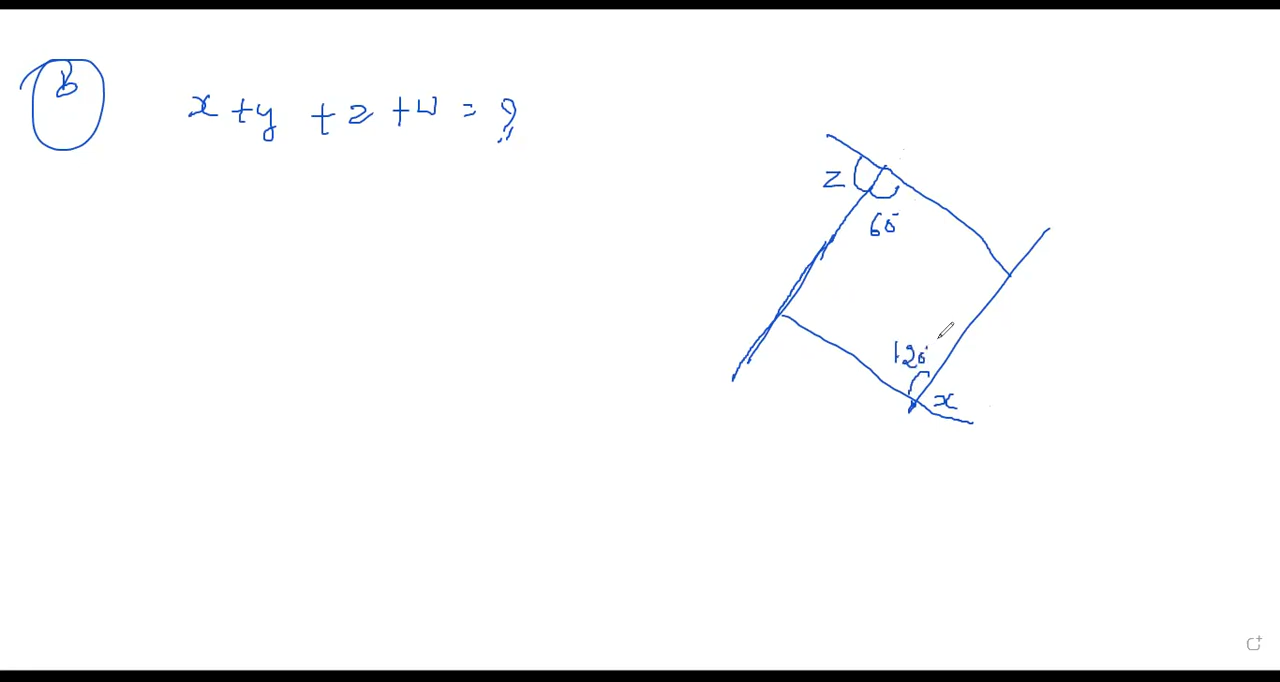 b
x + y + z + w = ?
z
60°
120°
x